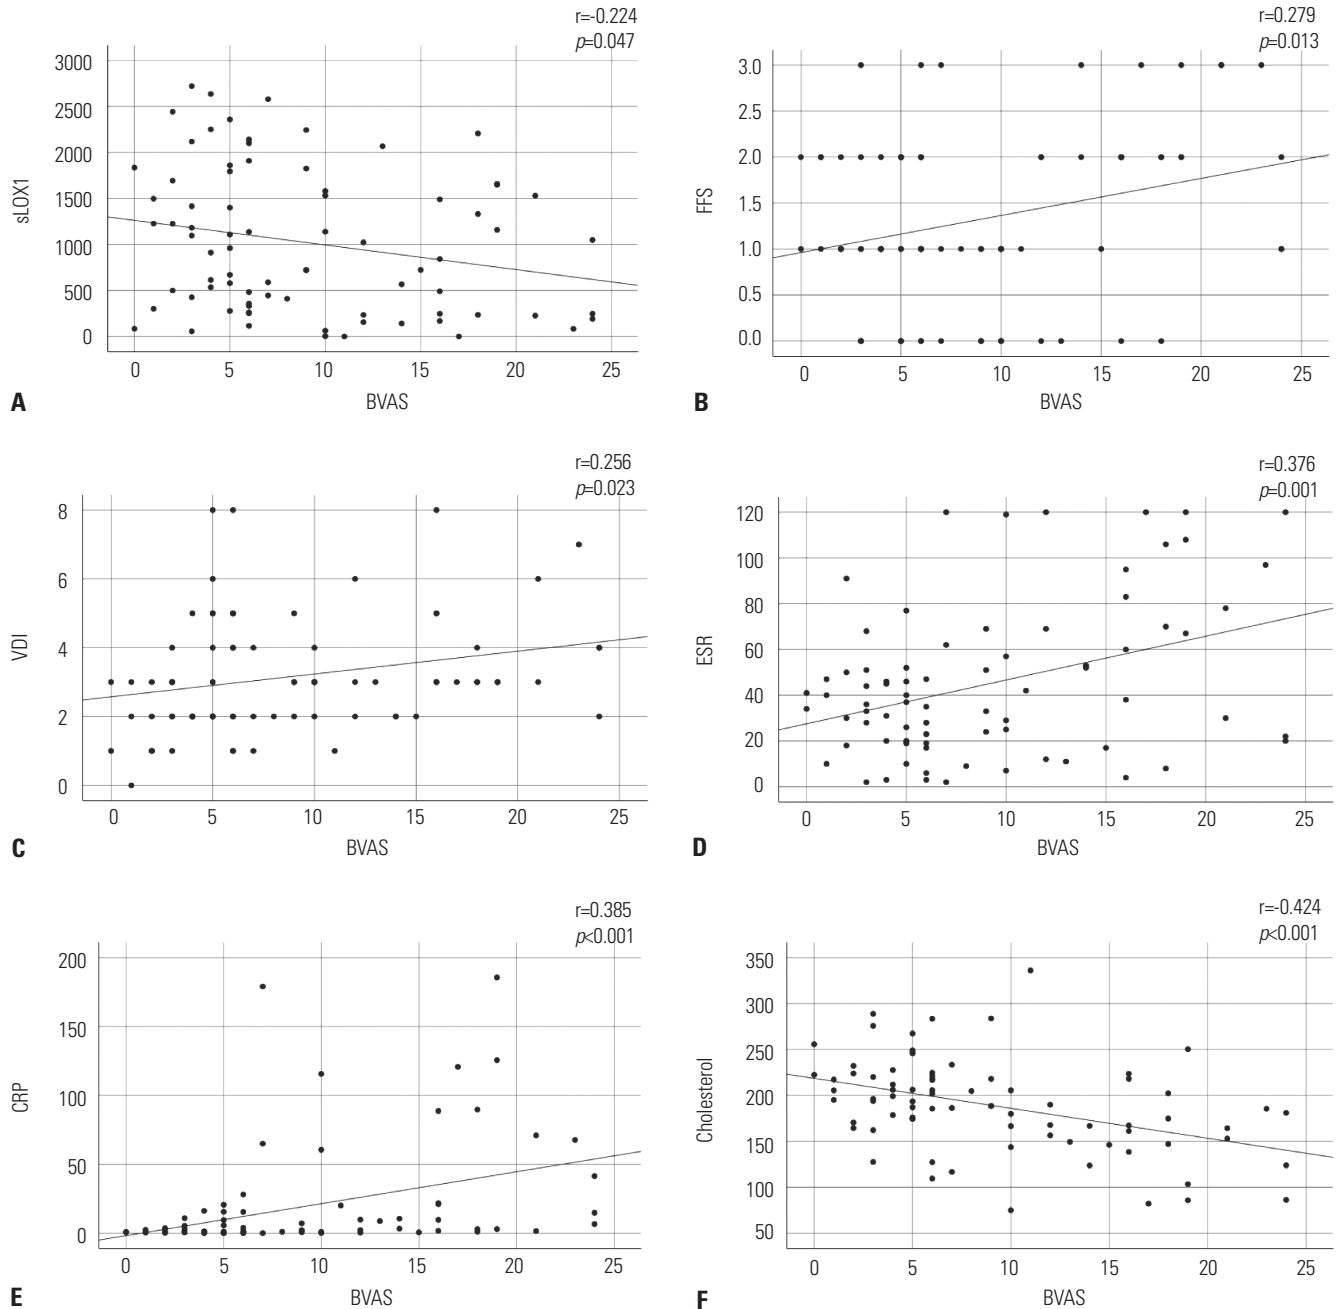 r=-0.224
p=0.047
3000
2500
2000
1500
1000
500
0
sLOX1
0 5 10 15 20 25
BVAS
A
r=0.279
p=0.013
3.0
2.0
1.5
1.0
0.5
0.0
FFS
0 5 10 15 20 25
BVAS
B
r=0.256
p=0.023
8
6
4
2
0
VDI
0 5 10 15 20 25
BVAS
C
r=0.376
p=0.001
120
100
80
60
40
20
0
ESR
0 5 10 15 20 25
BVAS
D
r=0.385
p<0.001
200
150
100
50
0
CRP
0 5 10 15 20 25
BVAS
E
r=-0.424
p<0.001
350
300
250
200
150
100
50
Cholesterol
0 5 10 15 20 25
BVAS
F